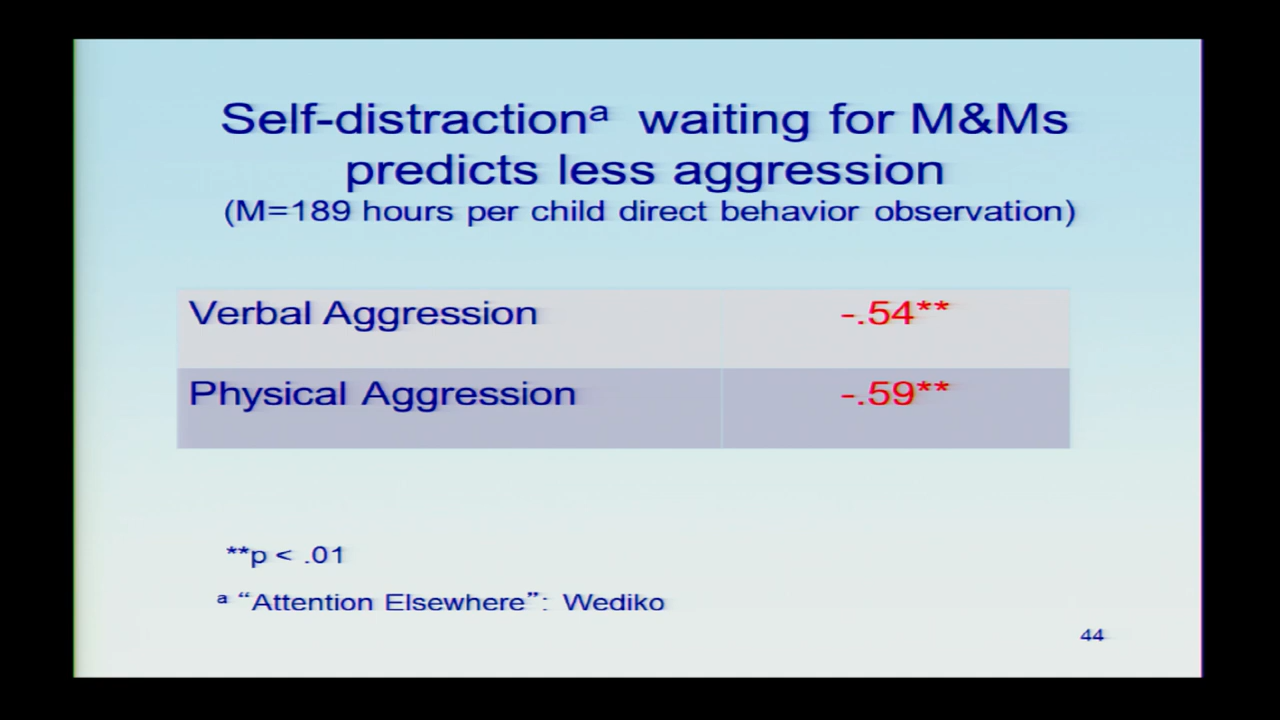 Self-distractionᵃ waiting for M&Ms
predicts less aggression
(M=189 hours per child direct behavior observation)
Verbal Aggression -.54**
Physical Aggression -.59**
**p < .01
ᵃ “Attention Elsewhere”: Wediko
44